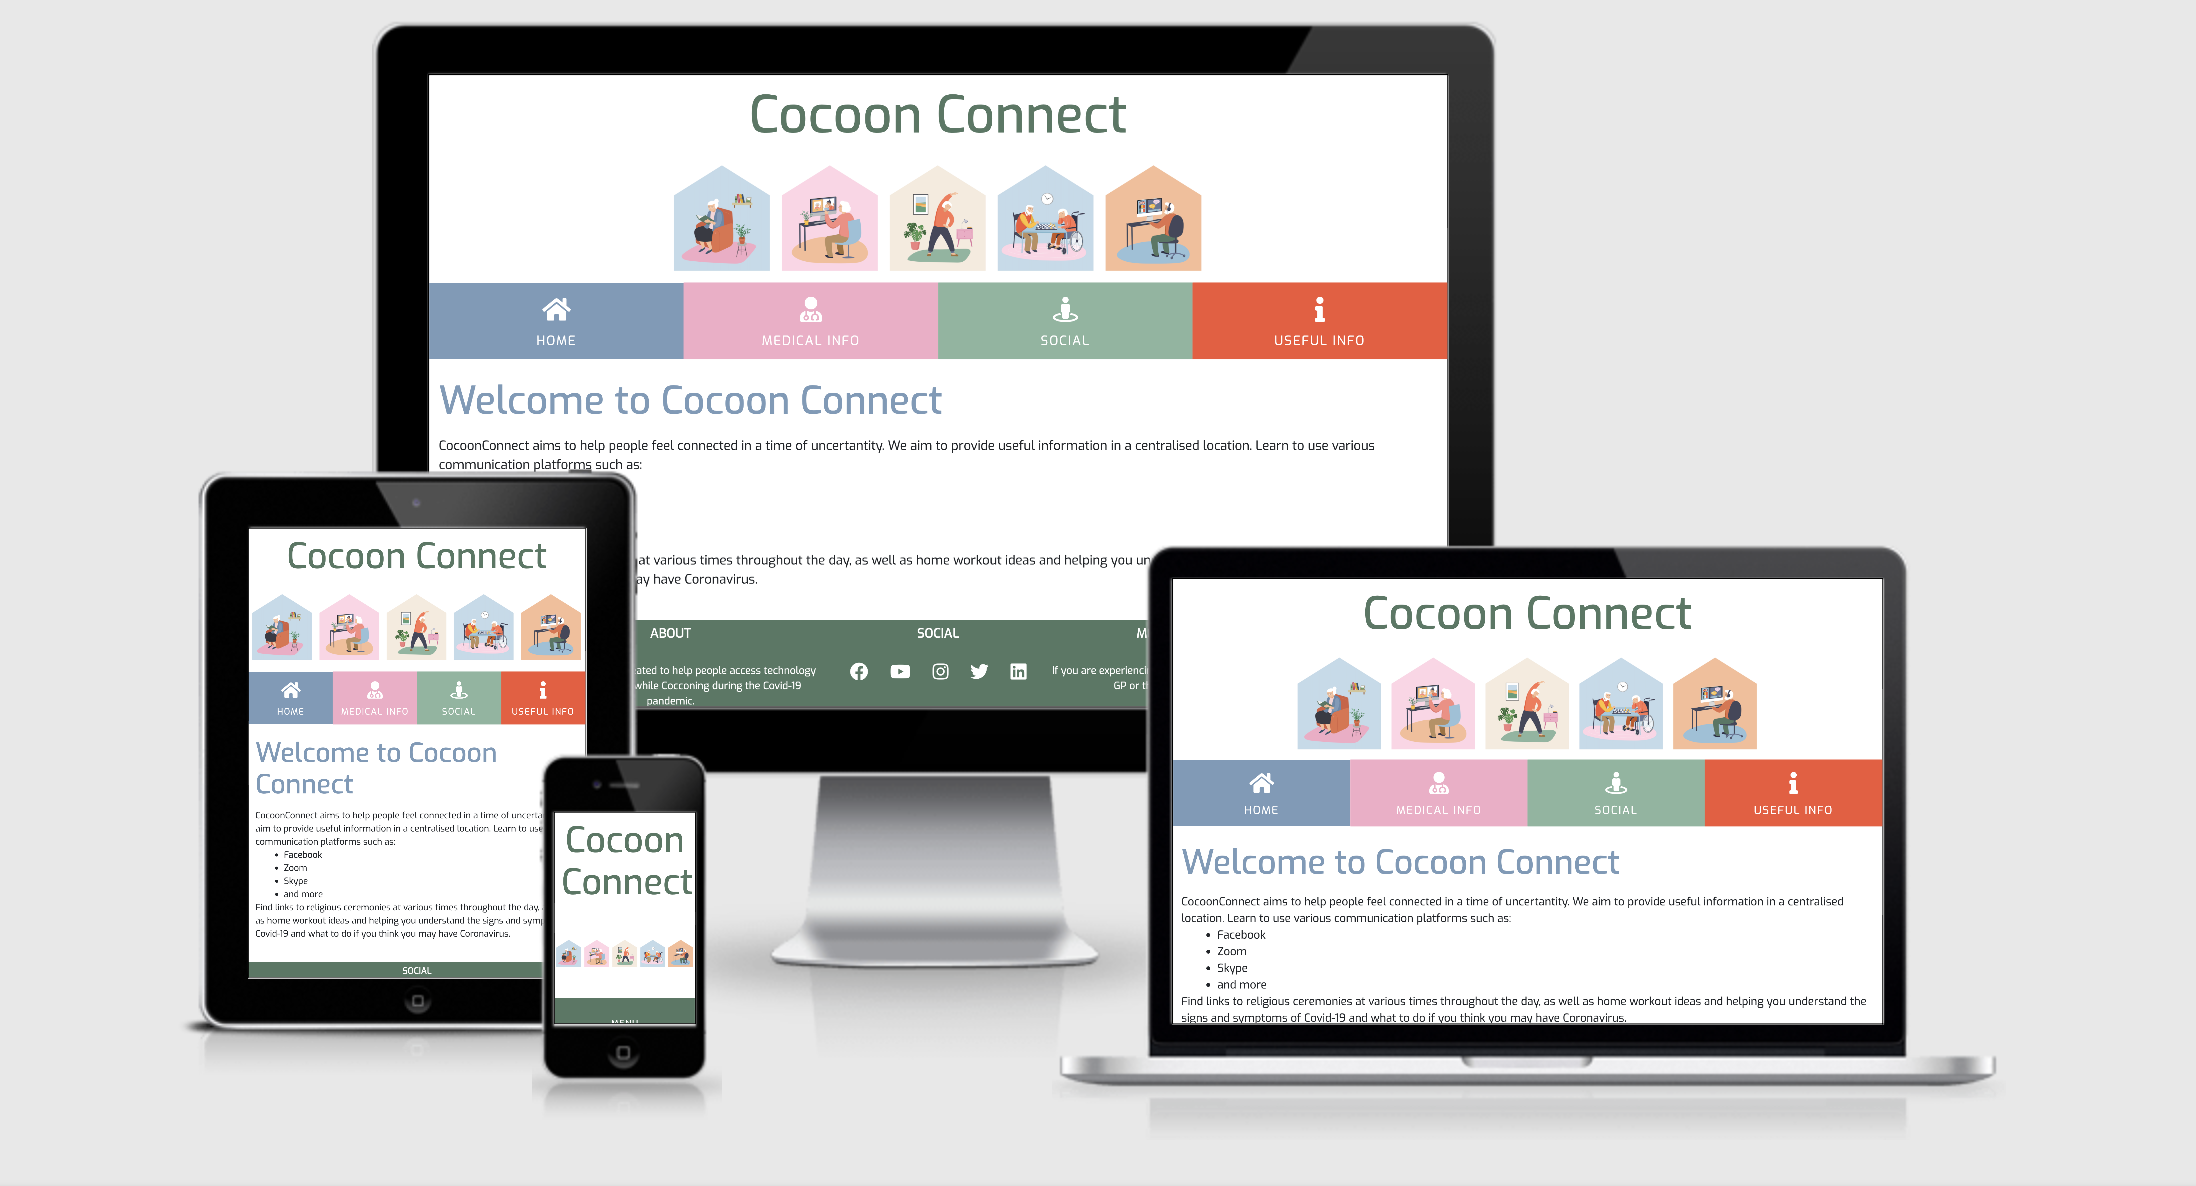 Cocoon Connect
HOME
MEDICAL INFO
SOCIAL
USEFUL INFO
Welcome to Cocoon Connect
CocoonConnect aims to help people feel connected in a time of uncertantity. We aim to provide useful information in a centralised location. Learn to use various
communication platforms such as:
at various times throughout the day, as well as home workout ideas and helping you un
ay have Coronavirus.
ABOUT
SOCIAL
M
ated to help people access technology
while Cocconing during the Covid-19
pandemic.
If you are experienci
GP or t
Cocoon Connect
HOME
MEDICAL INFO
SOCIAL
USEFUL INFO
Welcome to Cocoon
Connect
CocoonConnect aims to help people feel connected in a time of uncerta
aim to provide useful information in a centralised location. Learn to use
communication platforms such as:
Facebook
Zoom
Skype
and more
Find links to religious ceremonies at various times throughout the day,
as home workout ideas and helping you understand the signs and symp
Covid-19 and what to do if you think you may have Coronavirus.
SOCIAL
Cocoon
Connect
MENU
Cocoon Connect
HOME
MEDICAL INFO
SOCIAL
USEFUL INFO
Welcome to Cocoon Connect
CocoonConnect aims to help people feel connected in a time of uncertantity. We aim to provide useful information in a centralised
location. Learn to use various communication platforms such as:
Facebook
Zoom
Skype
and more
Find links to religious ceremonies at various times throughout the day, as well as home workout ideas and helping you understand the
signs and symptoms of Covid-19 and what to do if you think you may have Coronavirus.